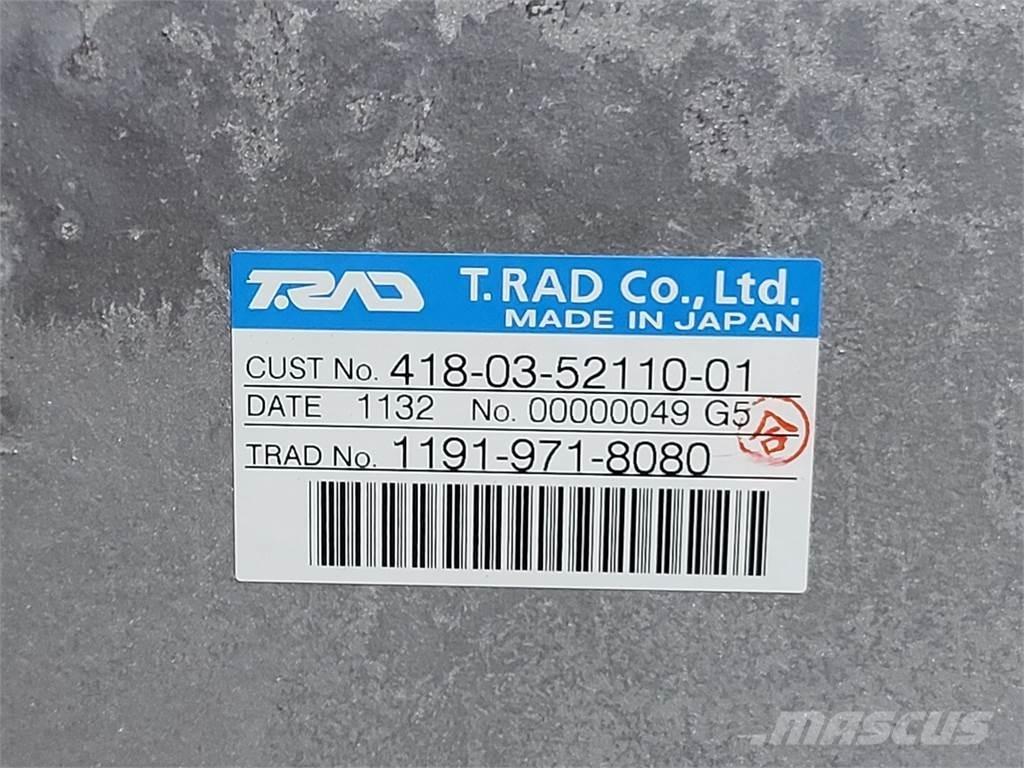 T.RAD T.RAD Co., Ltd.
MADE IN JAPAN
CUST No. 418-03-52110-01
DATE 1132 No. 00000049 G5
合
TRAD No. 1191-971-8080
mascus